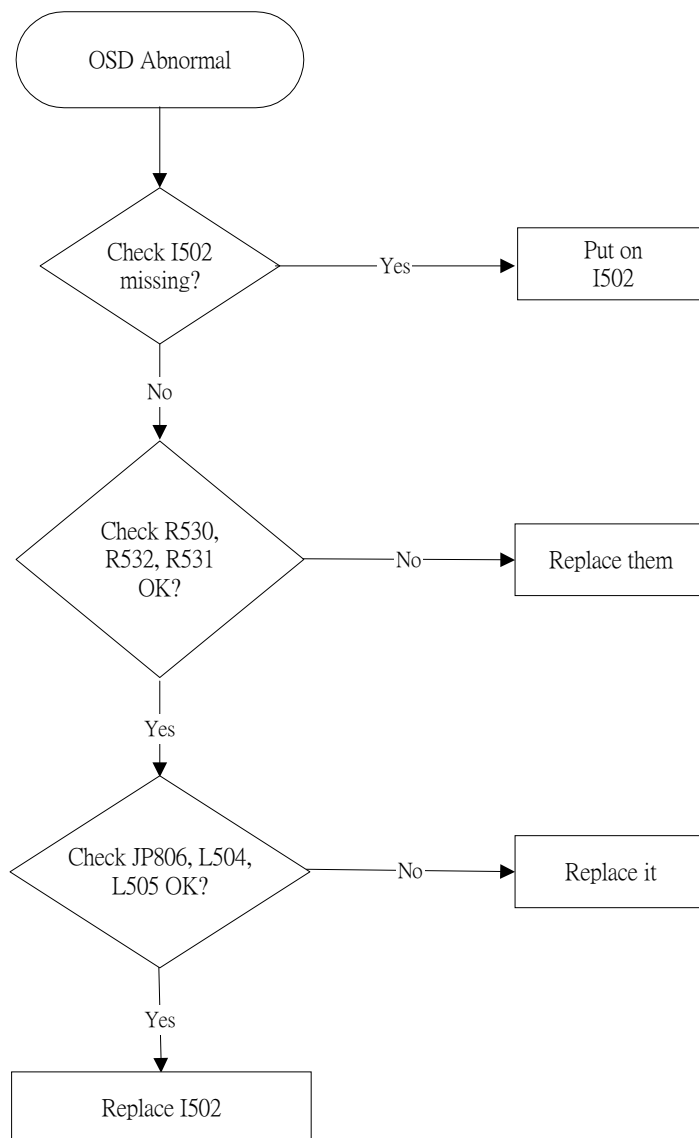 OSD Abnormal
Check I502
missing?
Yes
Put on
I502
No
Check R530,
R532, R531
OK?
No
Replace them
Yes
Check JP806, L504,
L505 OK?
No
Replace it
Yes
Replace I502